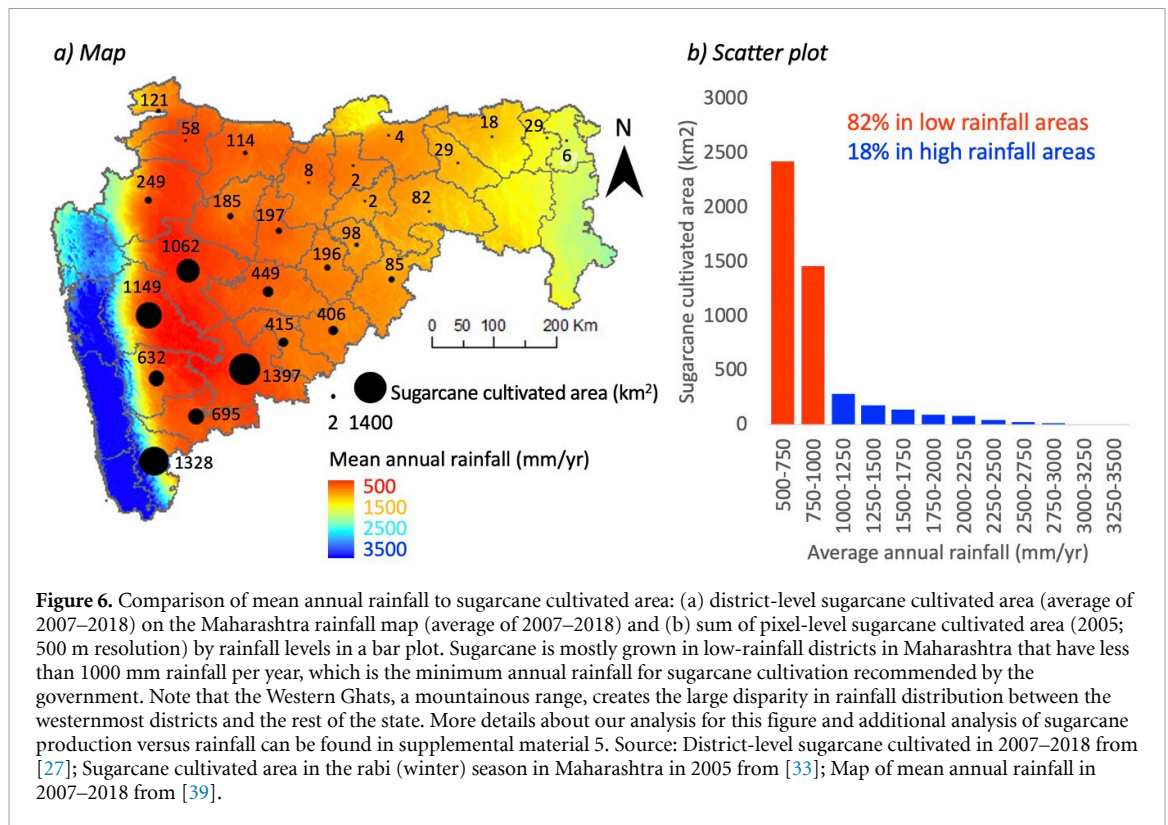 a) Map
121
58
114
4
18
29
29
6
8
2
2
82
249
185
197
98
1062
196
85
449
1149
415
406
632
1397
695
1328
N
0 50 100 200 Km
Sugarcane cultivated area (km²)
2 1400
Mean annual rainfall (mm/yr)
500
1500
2500
3500
b) Scatter plot
82% in low rainfall areas
18% in high rainfall areas
Sugarcane cultivated area (km2)
3000
2500
2000
1500
1000
500
0
500-750
750-1000
1000-1250
1250-1500
1500-1750
1750-2000
2000-2250
2250-2500
2500-2750
2750-3000
3000-3250
3250-3500
Average annual rainfall (mm/yr)
Figure 6. Comparison of mean annual rainfall to sugarcane cultivated area: (a) district-level sugarcane cultivated area (average of
2007–2018) on the Maharashtra rainfall map (average of 2007–2018) and (b) sum of pixel-level sugarcane cultivated area (2005;
500 m resolution) by rainfall levels in a bar plot. Sugarcane is mostly grown in low-rainfall districts in Maharashtra that have less
than 1000 mm rainfall per year, which is the minimum annual rainfall for sugarcane cultivation recommended by the
government. Note that the Western Ghats, a mountainous range, creates the large disparity in rainfall distribution between the
westernmost districts and the rest of the state. More details about our analysis for this figure and additional analysis of sugarcane
production versus rainfall can be found in supplemental material 5. Source: District-level sugarcane cultivated in 2007–2018 from
[27]; Sugarcane cultivated area in the rabi (winter) season in Maharashtra in 2005 from [33]; Map of mean annual rainfall in
2007–2018 from [39].